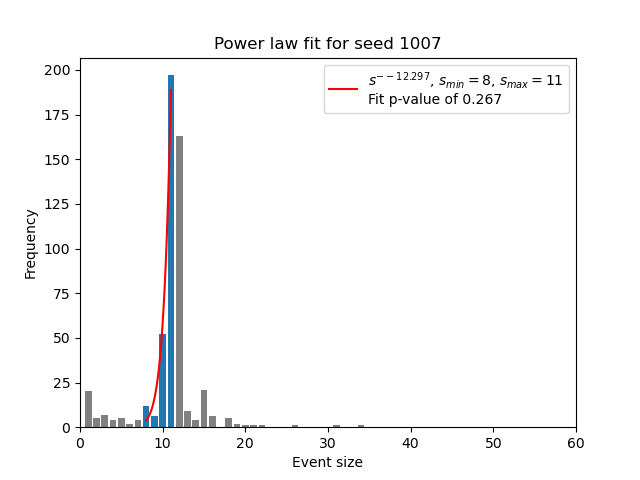 Power law fit for seed 1007
s^{--12.297}, s_{min} = 8, s_{max} = 11
Fit p-value of 0.267
200
175
150
125
100
75
50
25
0
Frequency
0 10 20 30 40 50 60
Event size